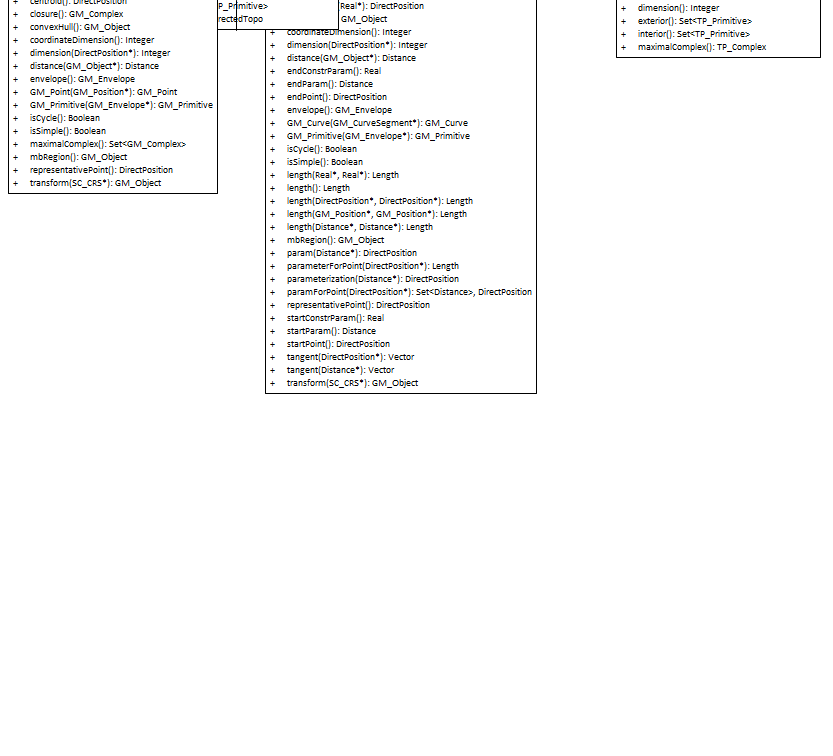 + centroid(): DirectPosition
+ closure(): GM_Complex
+ convexHull(): GM_Object
+ coordinateDimension(): Integer
+ dimension(DirectPosition*): Integer
+ distance(GM_Object*): Distance
+ envelope(): GM_Envelope
+ GM_Point(GM_Position*): GM_Point
+ GM_Primitive(GM_Envelope*): GM_Primitive
+ isCycle(): Boolean
+ isSimple(): Boolean
+ maximalComplex(): Set<GM_Complex>
+ mbRegion(): GM_Object
+ representativePoint(): DirectPosition
+ transform(SC_CRS*): GM_Object
P_Primitive>
rectedTopo
Real*): DirectPosition
GM_Object
+ coordinateDimension(): Integer
+ dimension(DirectPosition*): Integer
+ distance(GM_Object*): Distance
+ endConstrParam(): Real
+ endParam(): Distance
+ endPoint(): DirectPosition
+ envelope(): GM_Envelope
+ GM_Curve(GM_CurveSegment*): GM_Curve
+ GM_Primitive(GM_Envelope*): GM_Primitive
+ isCycle(): Boolean
+ isSimple(): Boolean
+ length(Real*, Real*): Length
+ length(): Length
+ length(DirectPosition*, DirectPosition*): Length
+ length(GM_Position*, GM_Position*): Length
+ length(Distance*, Distance*): Length
+ mbRegion(): GM_Object
+ param(Distance*): DirectPosition
+ parameterForPoint(DirectPosition*): Length
+ parameterization(Distance*): DirectPosition
+ paramForPoint(DirectPosition*): Set<Distance>, DirectPosition
+ representativePoint(): DirectPosition
+ startConstrParam(): Real
+ startParam(): Distance
+ startPoint(): DirectPosition
+ tangent(DirectPosition*): Vector
+ tangent(Distance*): Vector
+ transform(SC_CRS*): GM_Object
+ dimension(): Integer
+ exterior(): Set<TP_Primitive>
+ interior(): Set<TP_Primitive>
+ maximalComplex(): TP_Complex